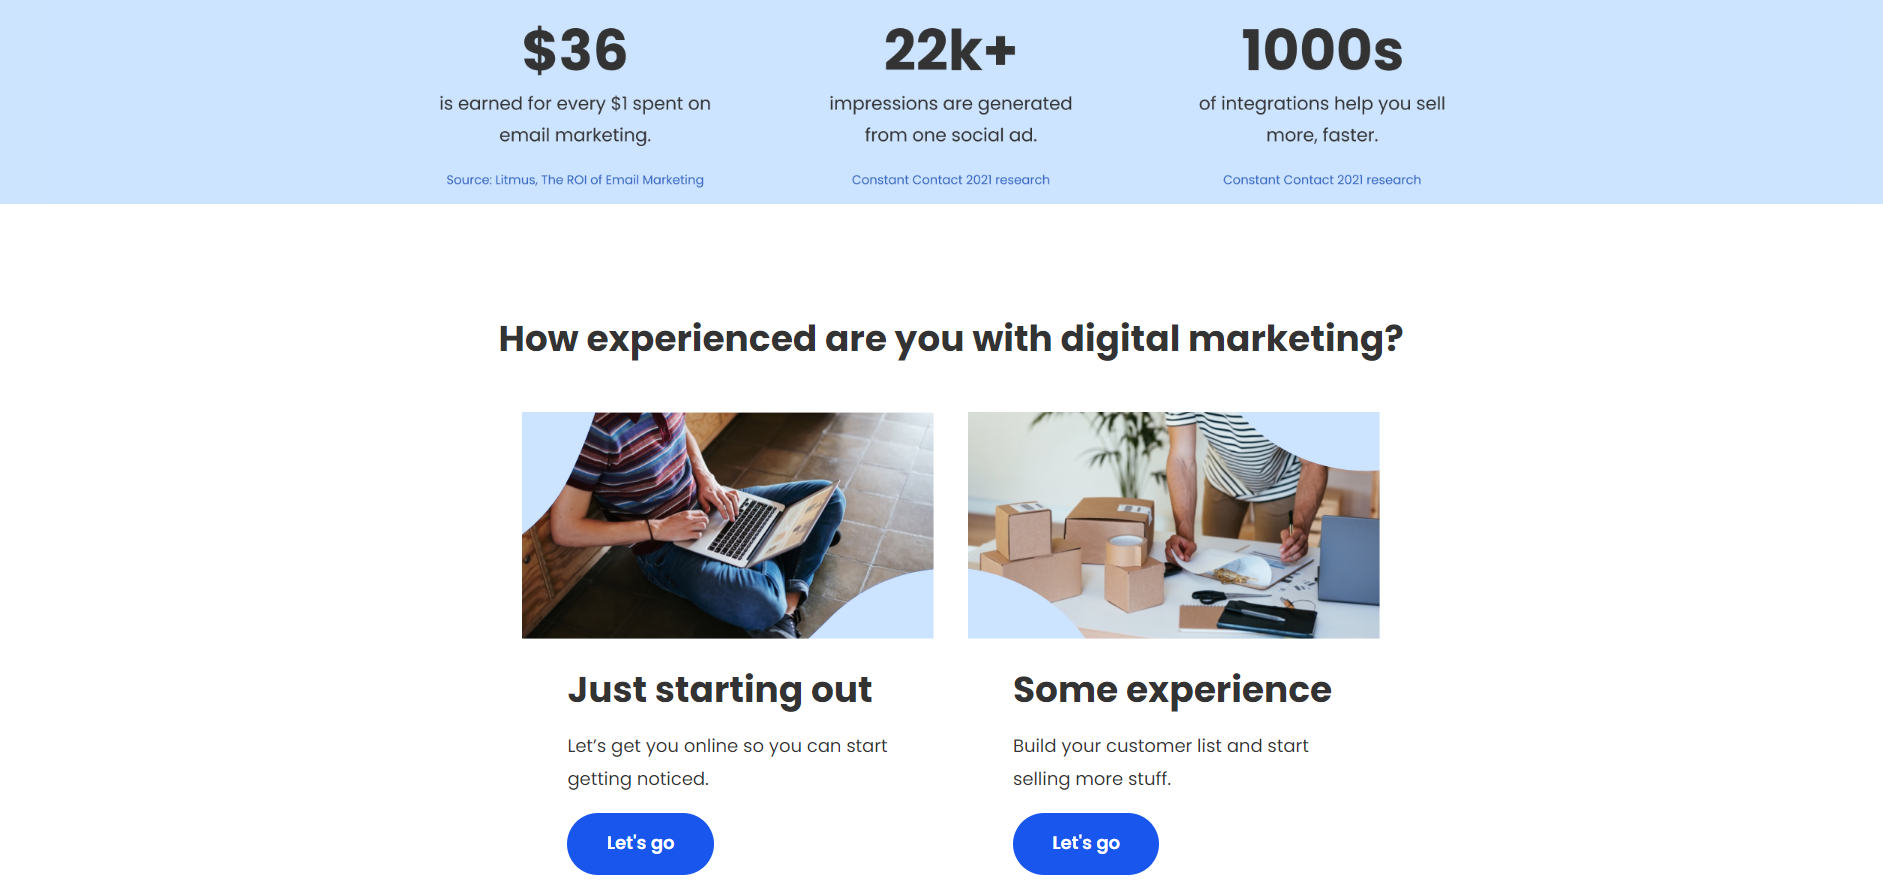 $36
is earned for every $1 spent on
email marketing.
Source: Litmus, The ROI of Email Marketing
22k+
impressions are generated
from one social ad.
Constant Contact 2021 research
1000s
of integrations help you sell
more, faster.
Constant Contact 2021 research
How experienced are you with digital marketing?
Just starting out
Let’s get you online so you can start
getting noticed.
Let's go
Some experience
Build your customer list and start
selling more stuff.
Let's go